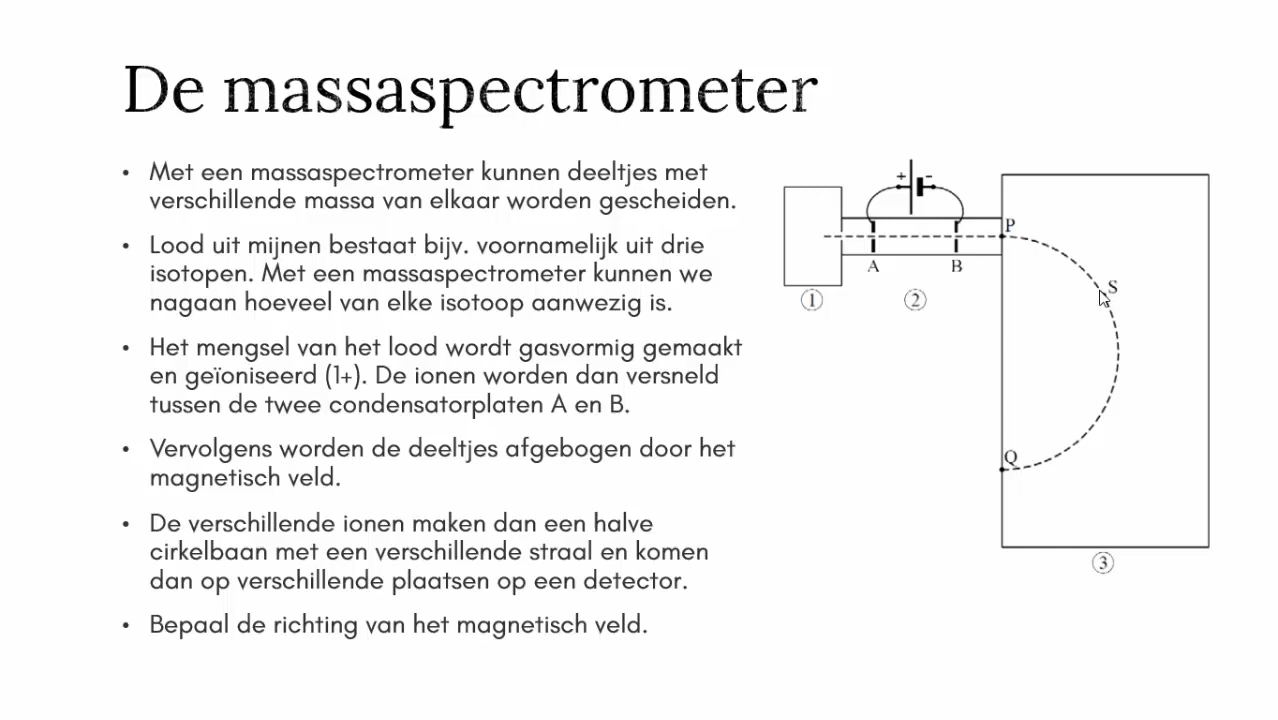 De massaspectrometer
• Met een massaspectrometer kunnen deeltjes met
verschillende massa van elkaar worden gescheiden.
• Lood uit mijnen bestaat bijv. voornamelijk uit drie
isotopen. Met een massaspectrometer kunnen we
nagaan hoeveel van elke isotoop aanwezig is.
• Het mengsel van het lood wordt gasvormig gemaakt
en geïoniseerd (1+). De ionen worden dan versneld
tussen de twee condensatorplaten A en B.
• Vervolgens worden de deeltjes afgebogen door het
magnetisch veld.
• De verschillende ionen maken dan een halve
cirkelbaan met een verschillende straal en komen
dan op verschillende plaatsen op een detector.
• Bepaal de richting van het magnetisch veld.
+ -
P
A B
S
① ②
Q
③